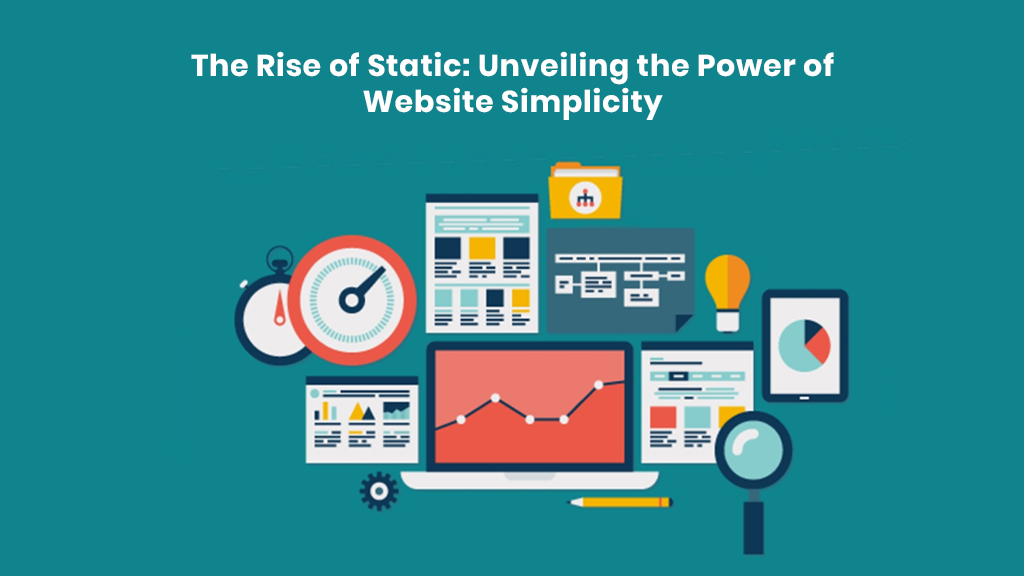 The Rise of Static: Unveiling the Power of
Website Simplicity